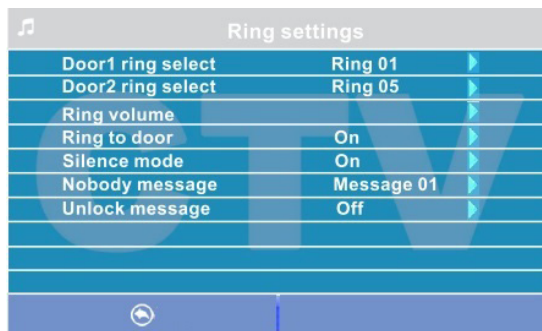 Ring settings
Door1 ring select Ring 01
Door2 ring select Ring 05
Ring volume
Ring to door On
Silence mode On
Nobody message Message 01
Unlock message Off
CTV